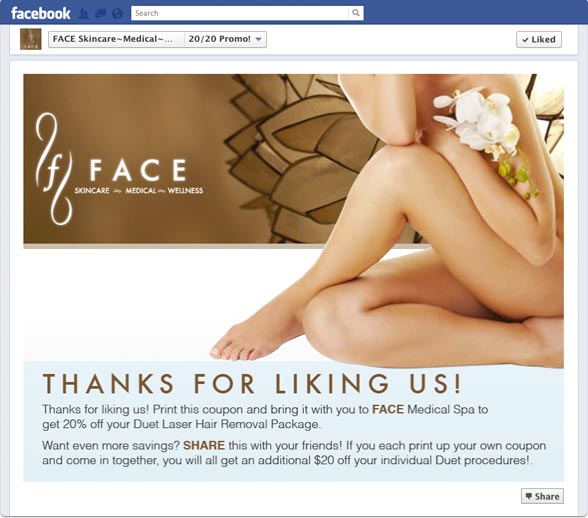 facebook
Search
FACE Skincare~Medical~... 20/20 Promo!
Liked
FACE
f FACE
SKINCARE ~ MEDICAL ~ WELLNESS
THANKS FOR LIKING US!
Thanks for liking us! Print this coupon and bring it with you to FACE Medical Spa to
get 20% off your Duet Laser Hair Removal Package.
Want even more savings? SHARE this with your friends! If you each print up your own coupon
and come in together, you will all get an additional $20 off your individual Duet procedures!.
Share